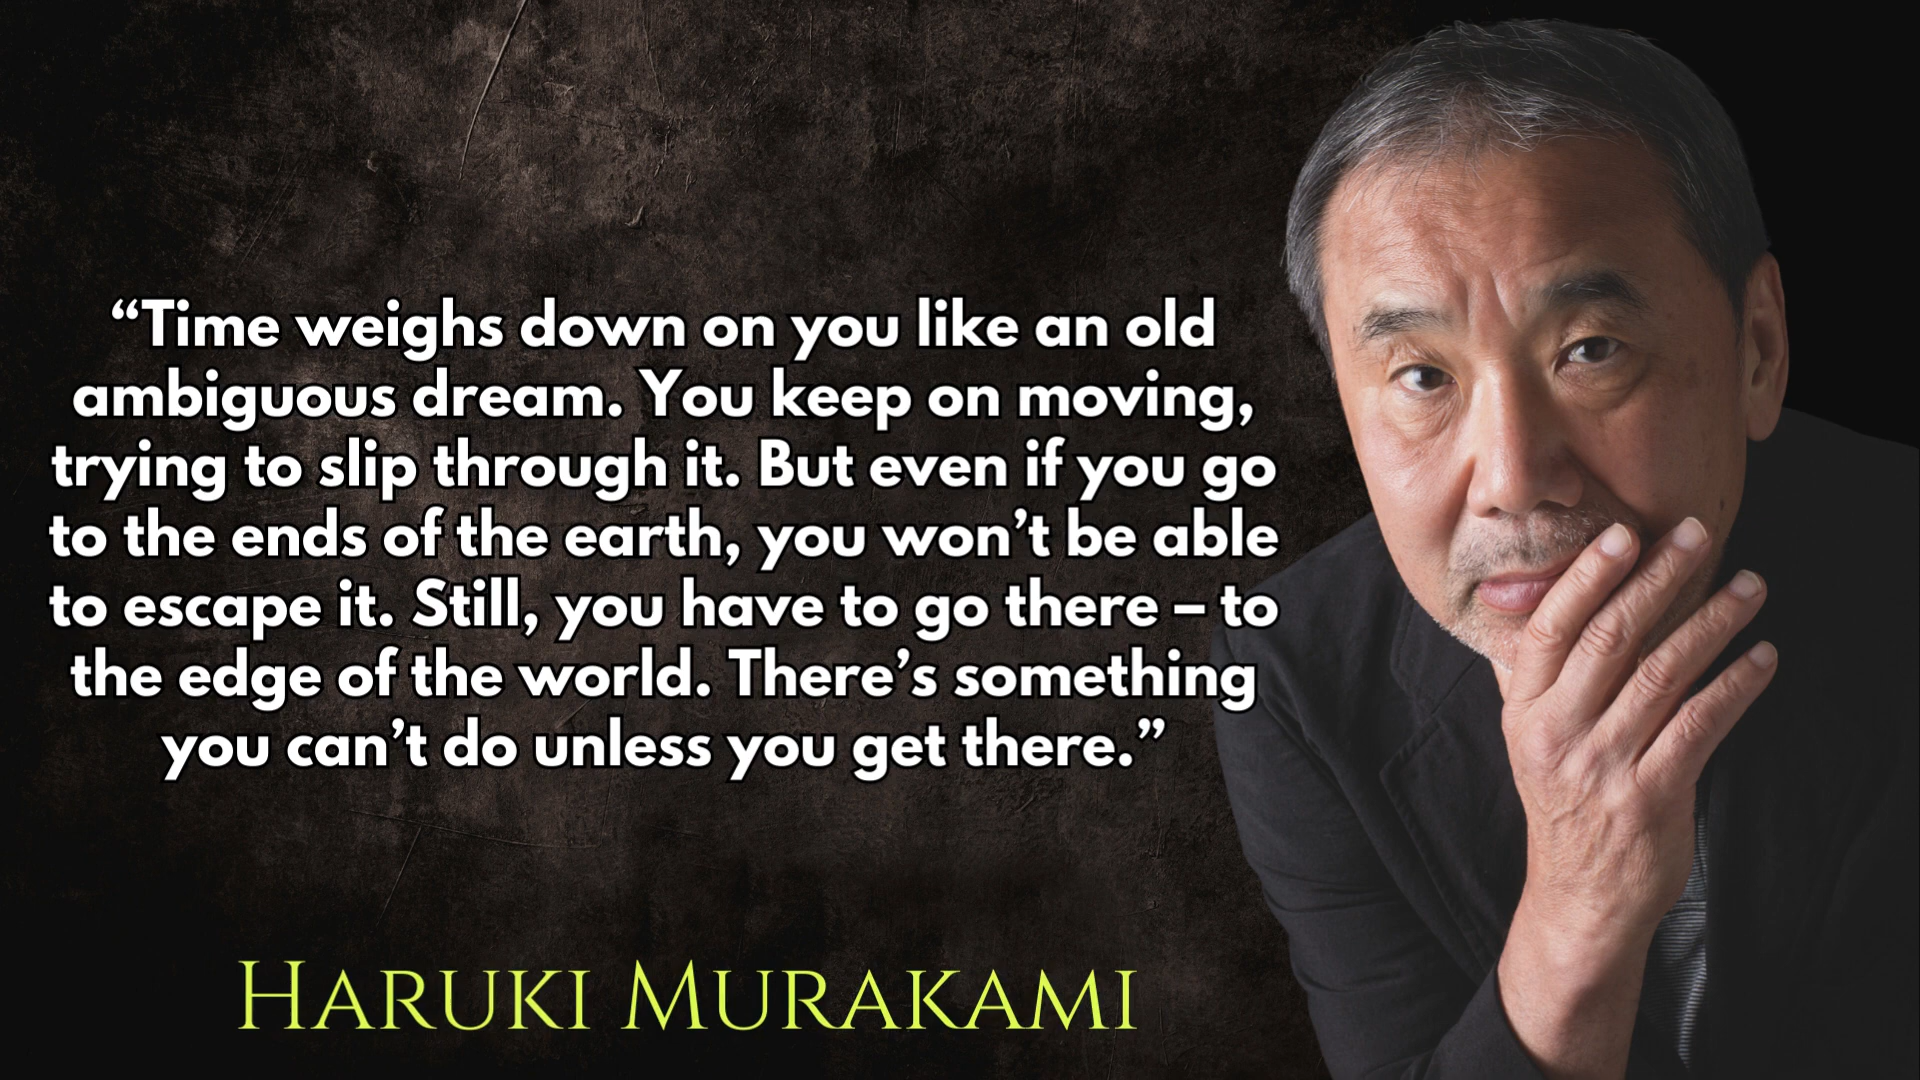 “Time weighs down on you like an old
ambiguous dream. You keep on moving,
trying to slip through it. But even if you go
to the ends of the earth, you won’t be able
to escape it. Still, you have to go there – to
the edge of the world. There’s something
you can’t do unless you get there.”
Haruki Murakami